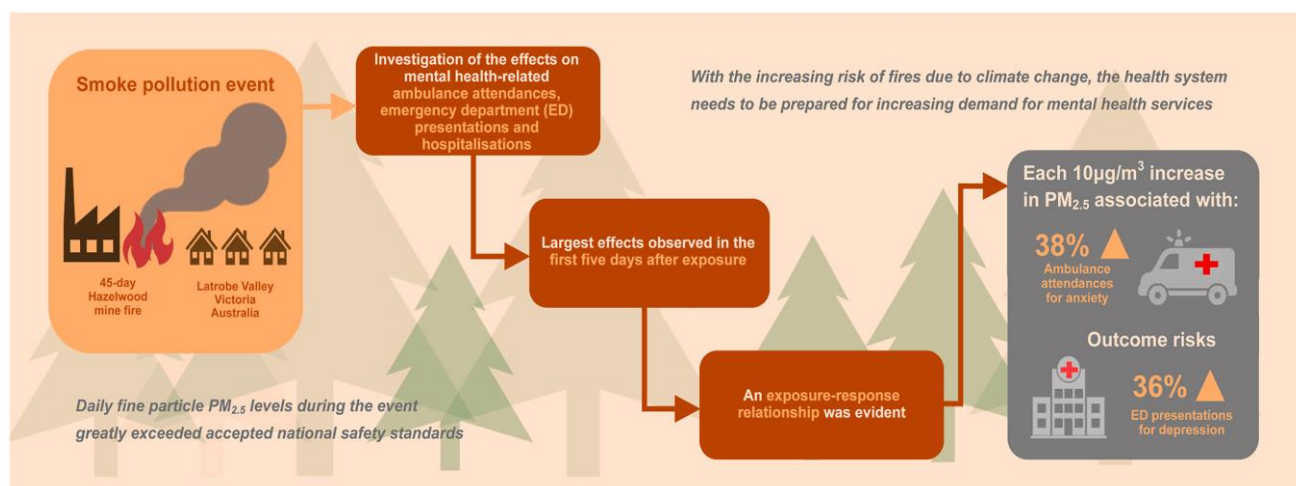 Smoke pollution event
45-day
Hazelwood
mine fire
Latrobe Valley
Victoria
Australia
Daily fine particle PM₂.₅ levels during the event
greatly exceeded accepted national safety standards
Investigation of the effects on
mental health-related
ambulance attendances,
emergency department (ED)
presentations and
hospitalisations
Largest effects observed in the
first five days after exposure
An exposure-response
relationship was evident
With the increasing risk of fires due to climate change, the health system
needs to be prepared for increasing demand for mental health services
Each 10µg/m³ increase
in PM₂.₅ associated with:
38%
Ambulance
attendances
for anxiety
Outcome risks
36%
ED presentations
for depression